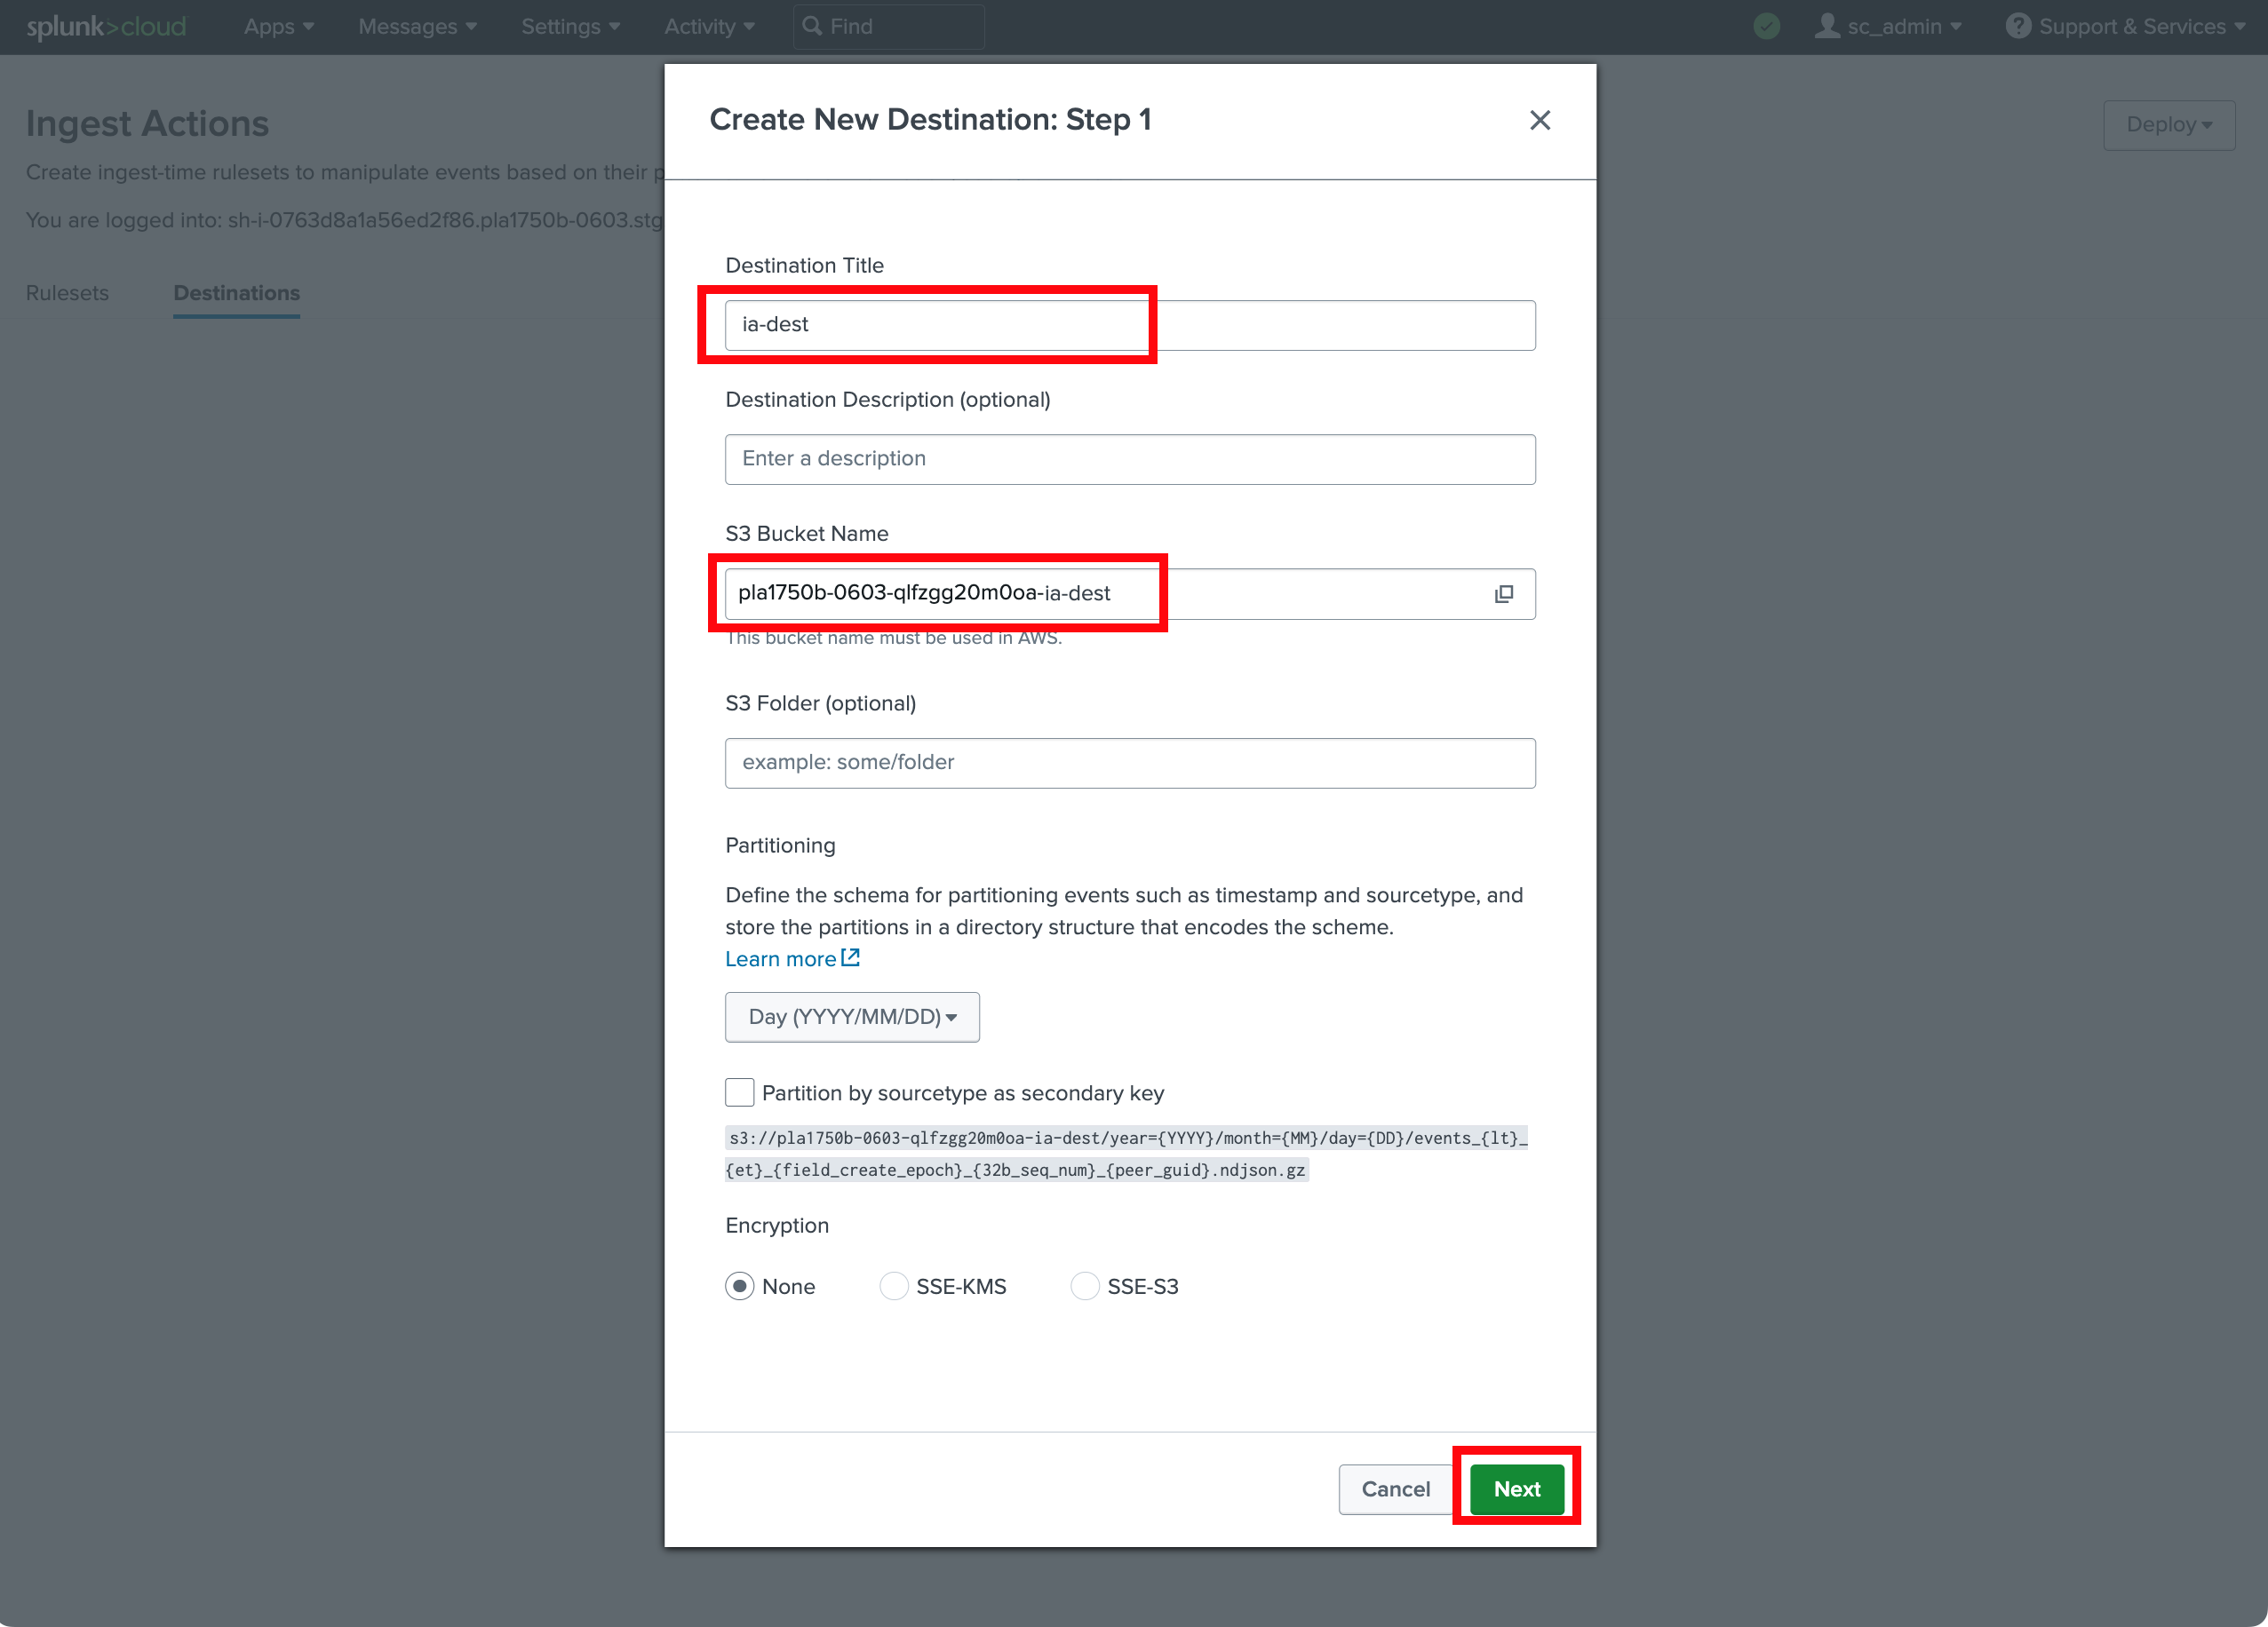 splunk>cloud Apps Messages Settings Activity Find sc_admin ? Support & Services
Ingest Actions
Deploy
Create ingest-time rulesets to manipulate events based on their p
You are logged into: sh-i-0763d8a1a56ed2f86.pla1750b-0603.stg
Rulesets Destinations
Create New Destination: Step 1
Destination Title
ia-dest
Destination Description (optional)
Enter a description
S3 Bucket Name
pla1750b-0603-qlfzgg20m0oa-ia-dest
This bucket name must be used in AWS.
S3 Folder (optional)
example: some/folder
Partitioning
Define the schema for partitioning events such as timestamp and sourcetype, and
store the partitions in a directory structure that encodes the scheme.
Learn more
Day (YYYY/MM/DD)
Partition by sourcetype as secondary key
s3://pla1750b-0603-qlfzgg20m0oa-ia-dest/year={YYYY}/month={MM}/day={DD}/events_{lt}_
{et}_{field_create_epoch}_{32b_seq_num}_{peer_guid}.ndjson.gz
Encryption
None SSE-KMS SSE-S3
Cancel Next